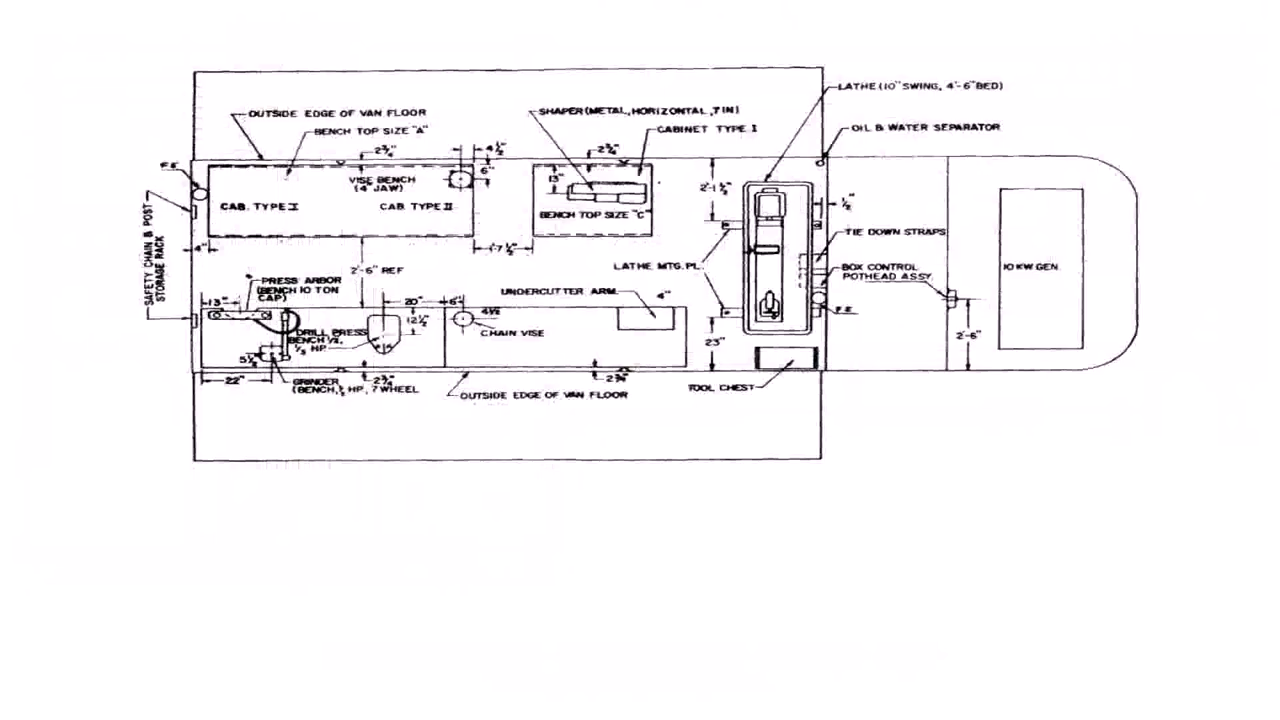 LATHE (10" SWING, 4'-6" BED)
OUTSIDE EDGE OF VAN FLOOR
SHAPER (METAL, HORIZONTAL, 7 IN)
BENCH TOP SIZE "A"
CABINET TYPE I
OIL & WATER SEPARATOR
2¾"
4½"
2¾"
F.E.
6"
VISE BENCH
(4" JAW)
13"
2'-1½"
½"
CAB. TYPE I
CAB. TYPE II
BENCH TOP SIZE "C"
SAFETY CHAIN & POST
STORAGE RACK
4"
1'-7½"
TIE DOWN STRAPS
2'-6" REF
LATHE MTG. PL.
BOX CONTROL
POTHEAD ASSY.
10 KW GEN.
PRESS ARBOR
(BENCH 10 TON
CAP)
UNDERCUTTER ARM.
13"
20"
6"
4"
4½
12½"
F.E.
DRILL PRESS
BENCH
⅓ HP.
CHAIN VISE
2'-6"
23"
5½"
22"
GRINDER
(BENCH, ½ HP, 7 WHEEL
2¾"
2¾"
TOOL CHEST
OUTSIDE EDGE OF VAN FLOOR